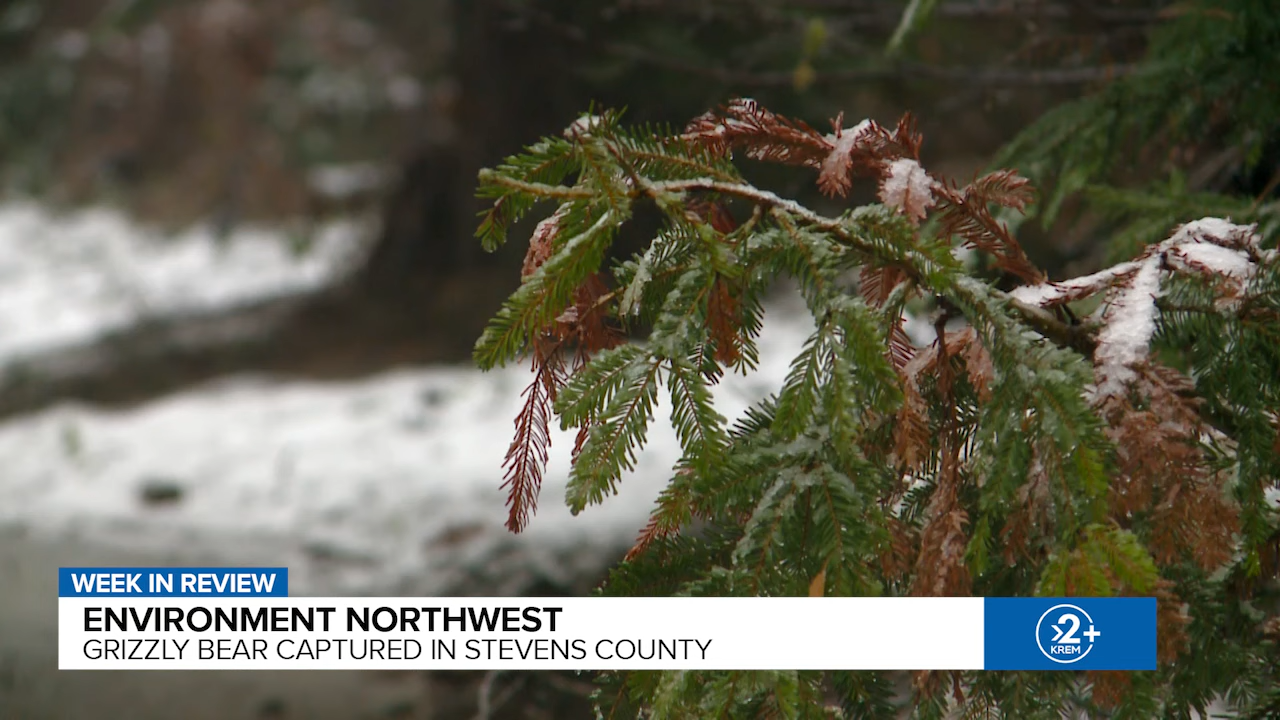 WEEK IN REVIEW
ENVIRONMENT NORTHWEST
GRIZZLY BEAR CAPTURED IN STEVENS COUNTY
2+
KREM